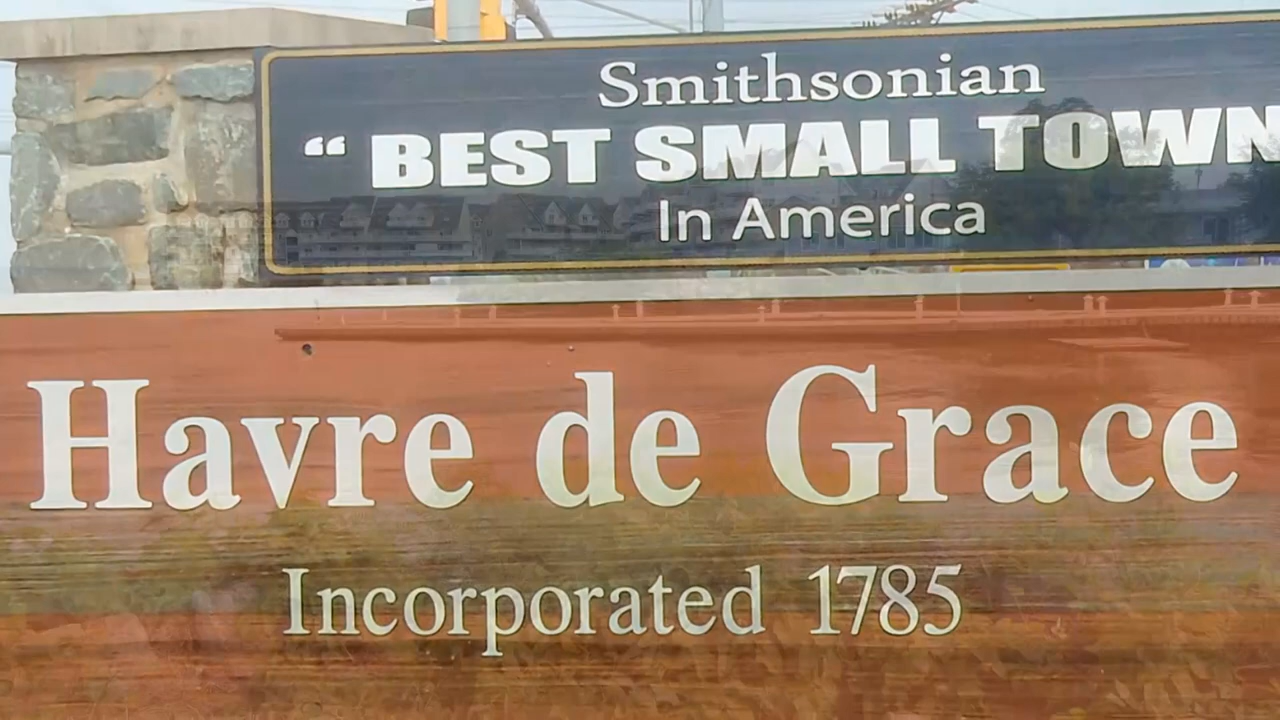 Smithsonian
“ BEST SMALL TOWN
In America
Havre de Grace
Incorporated 1785